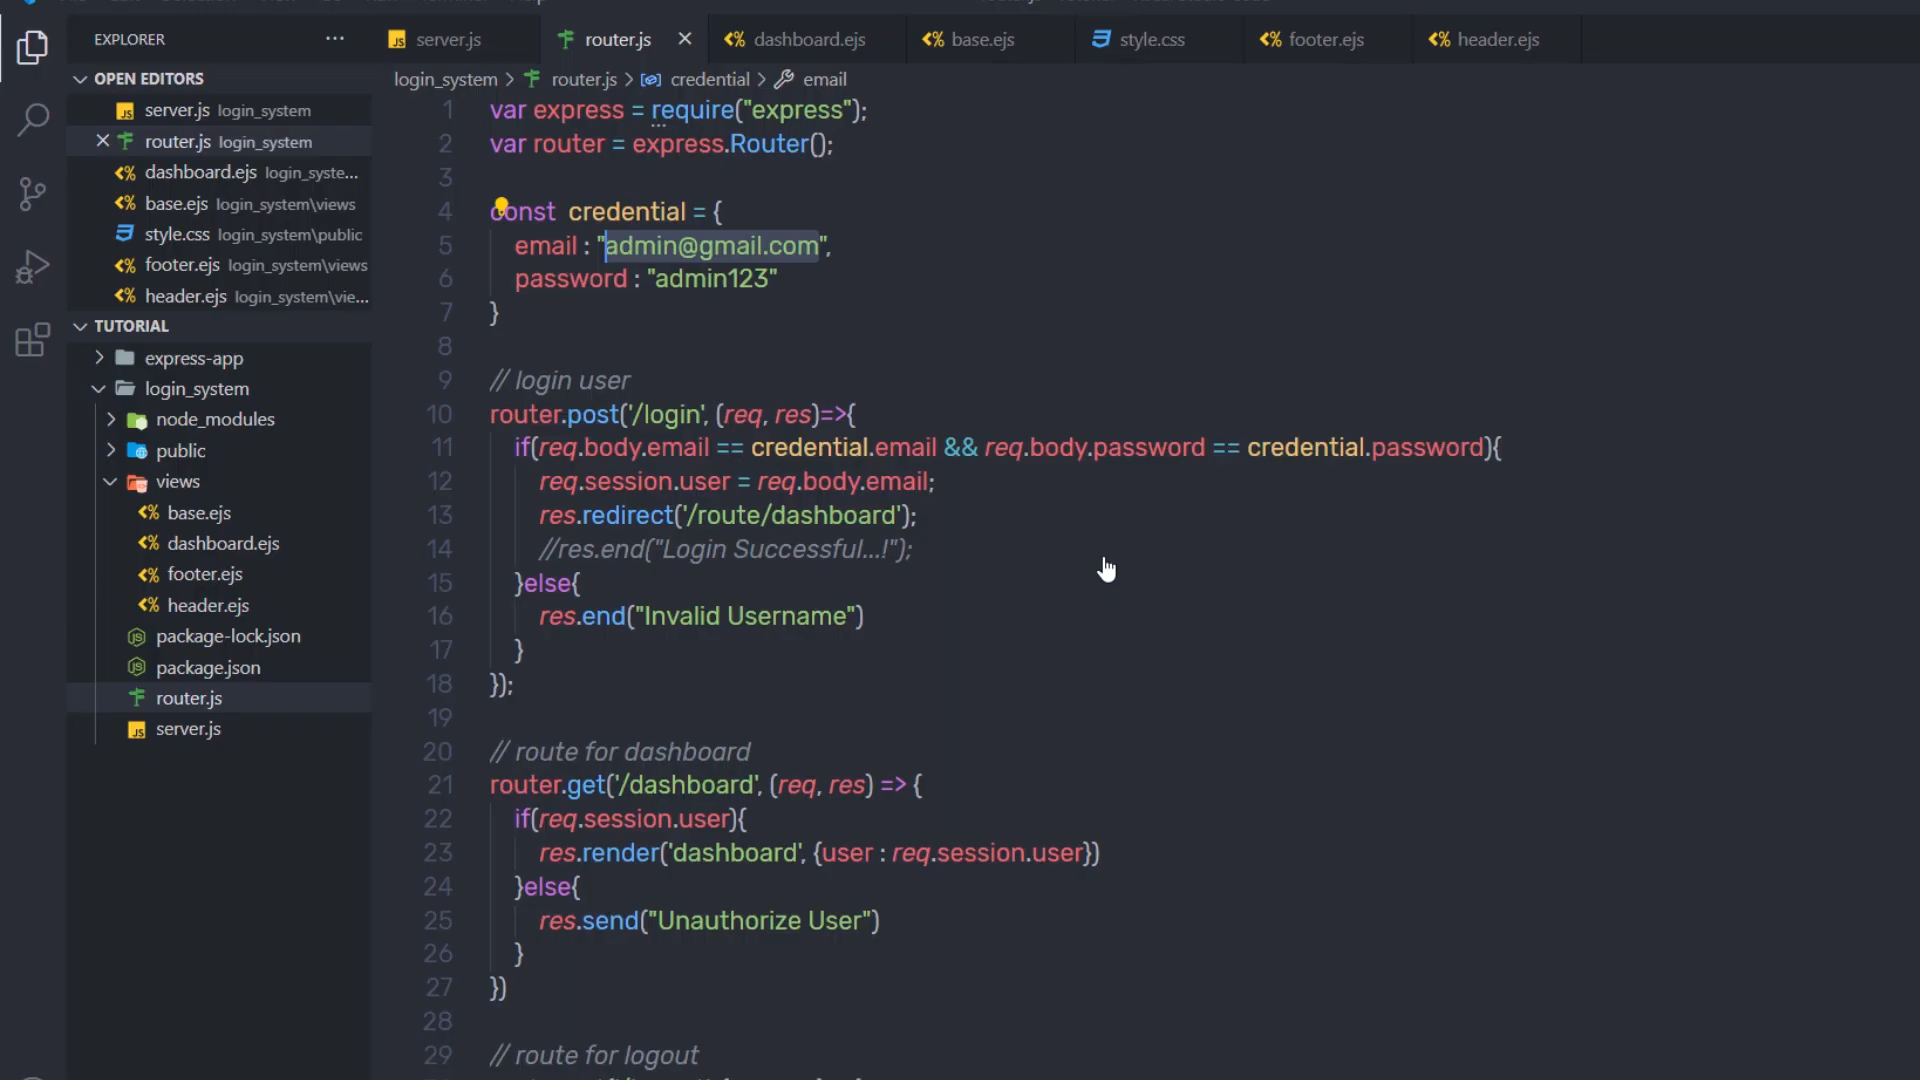 EXPLORER
···
server.js
router.js
dashboard.ejs
base.ejs
style.css
footer.ejs
header.ejs
OPEN EDITORS
server.js login_system
router.js login_system
dashboard.ejs login_syste...
base.ejs login_system\views
style.css login_system\public
footer.ejs login_system\views
header.ejs login_system\vie...
TUTORIAL
express-app
login_system
node_modules
public
views
base.ejs
dashboard.ejs
footer.ejs
header.ejs
package-lock.json
package.json
router.js
server.js
login_system > router.js > credential > email
1 var express = require("express");
2 var router = express.Router();
3
4 const credential = {
5 email : "admin@gmail.com",
6 password : "admin123"
7 }
8
9 // login user
10 router.post('/login', (req, res)=>{
11 if(req.body.email == credential.email && req.body.password == credential.password){
12 req.session.user = req.body.email;
13 res.redirect('/route/dashboard');
14 //res.end("Login Successful...!");
15 }else{
16 res.end("Invalid Username")
17 }
18 });
19
20 // route for dashboard
21 router.get('/dashboard', (req, res) => {
22 if(req.session.user){
23 res.render('dashboard', {user : req.session.user})
24 }else{
25 res.send("Unauthorize User")
26 }
27 })
28
29 // route for logout